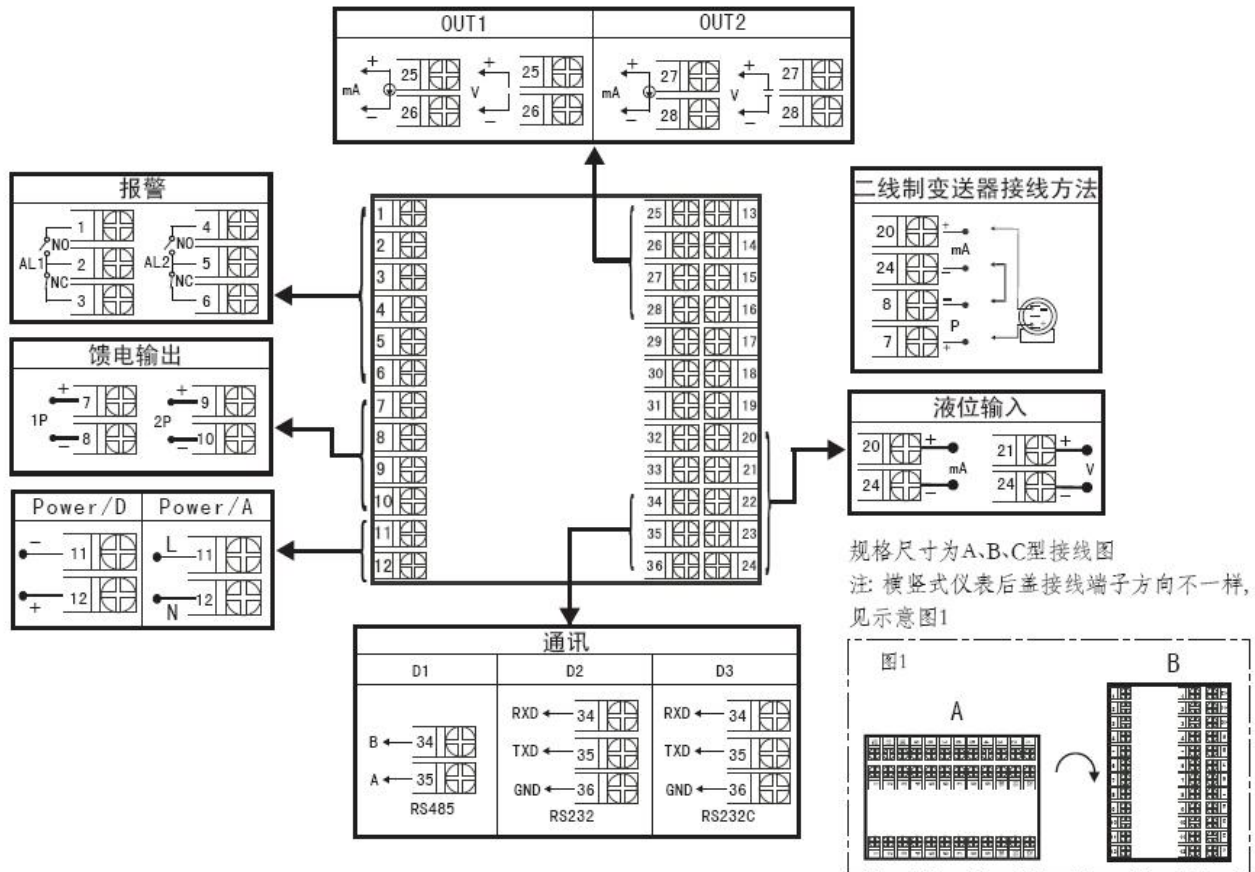 OUT1 OUT2
+ 25 + 25 + 27 + 27
mA V mA V
− 26 − 26 − 28 − 28
报警
1 4
NO NO
AL1 2 AL2 5
NC NC
3 6
馈电输出
+ 7 + 9
1P 2P
− 8 − 10
Power/D Power/A
− 11 L 11
+ 12 N 12
1 25 13
2 26 14
3 27 15
4 28 16
5 29 17
6 30 18
7 31 19
8 32 20
9 33 21
10 34 22
11 35 23
12 36 24
二线制变送器接线方法
20 +
mA
24 −
8 −
P
7 +
液位输入
20 + 21 +
mA V
24 − 24 −
规格尺寸为A、B、C型接线图
注: 横竖式仪表后盖接线端子方向不一样,
见示意图1
通讯
D1 D2 D3
RXD 34 RXD 34
B 34 TXD 35 TXD 35
A 35 GND 36 GND 36
RS485 RS232 RS232C
图1
A B